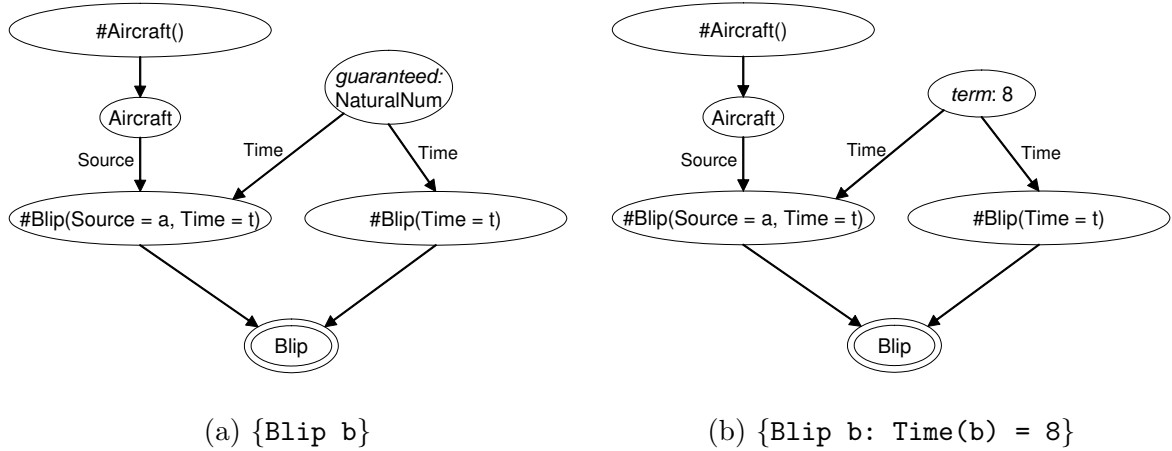 #Aircraft()
guaranteed:
NaturalNum
Aircraft
Source
Time
Time
#Blip(Source = a, Time = t)
#Blip(Time = t)
Blip
(a) {Blip b}
#Aircraft()
term: 8
Aircraft
Source
Time
Time
#Blip(Source = a, Time = t)
#Blip(Time = t)
Blip
(b) {Blip b: Time(b) = 8}